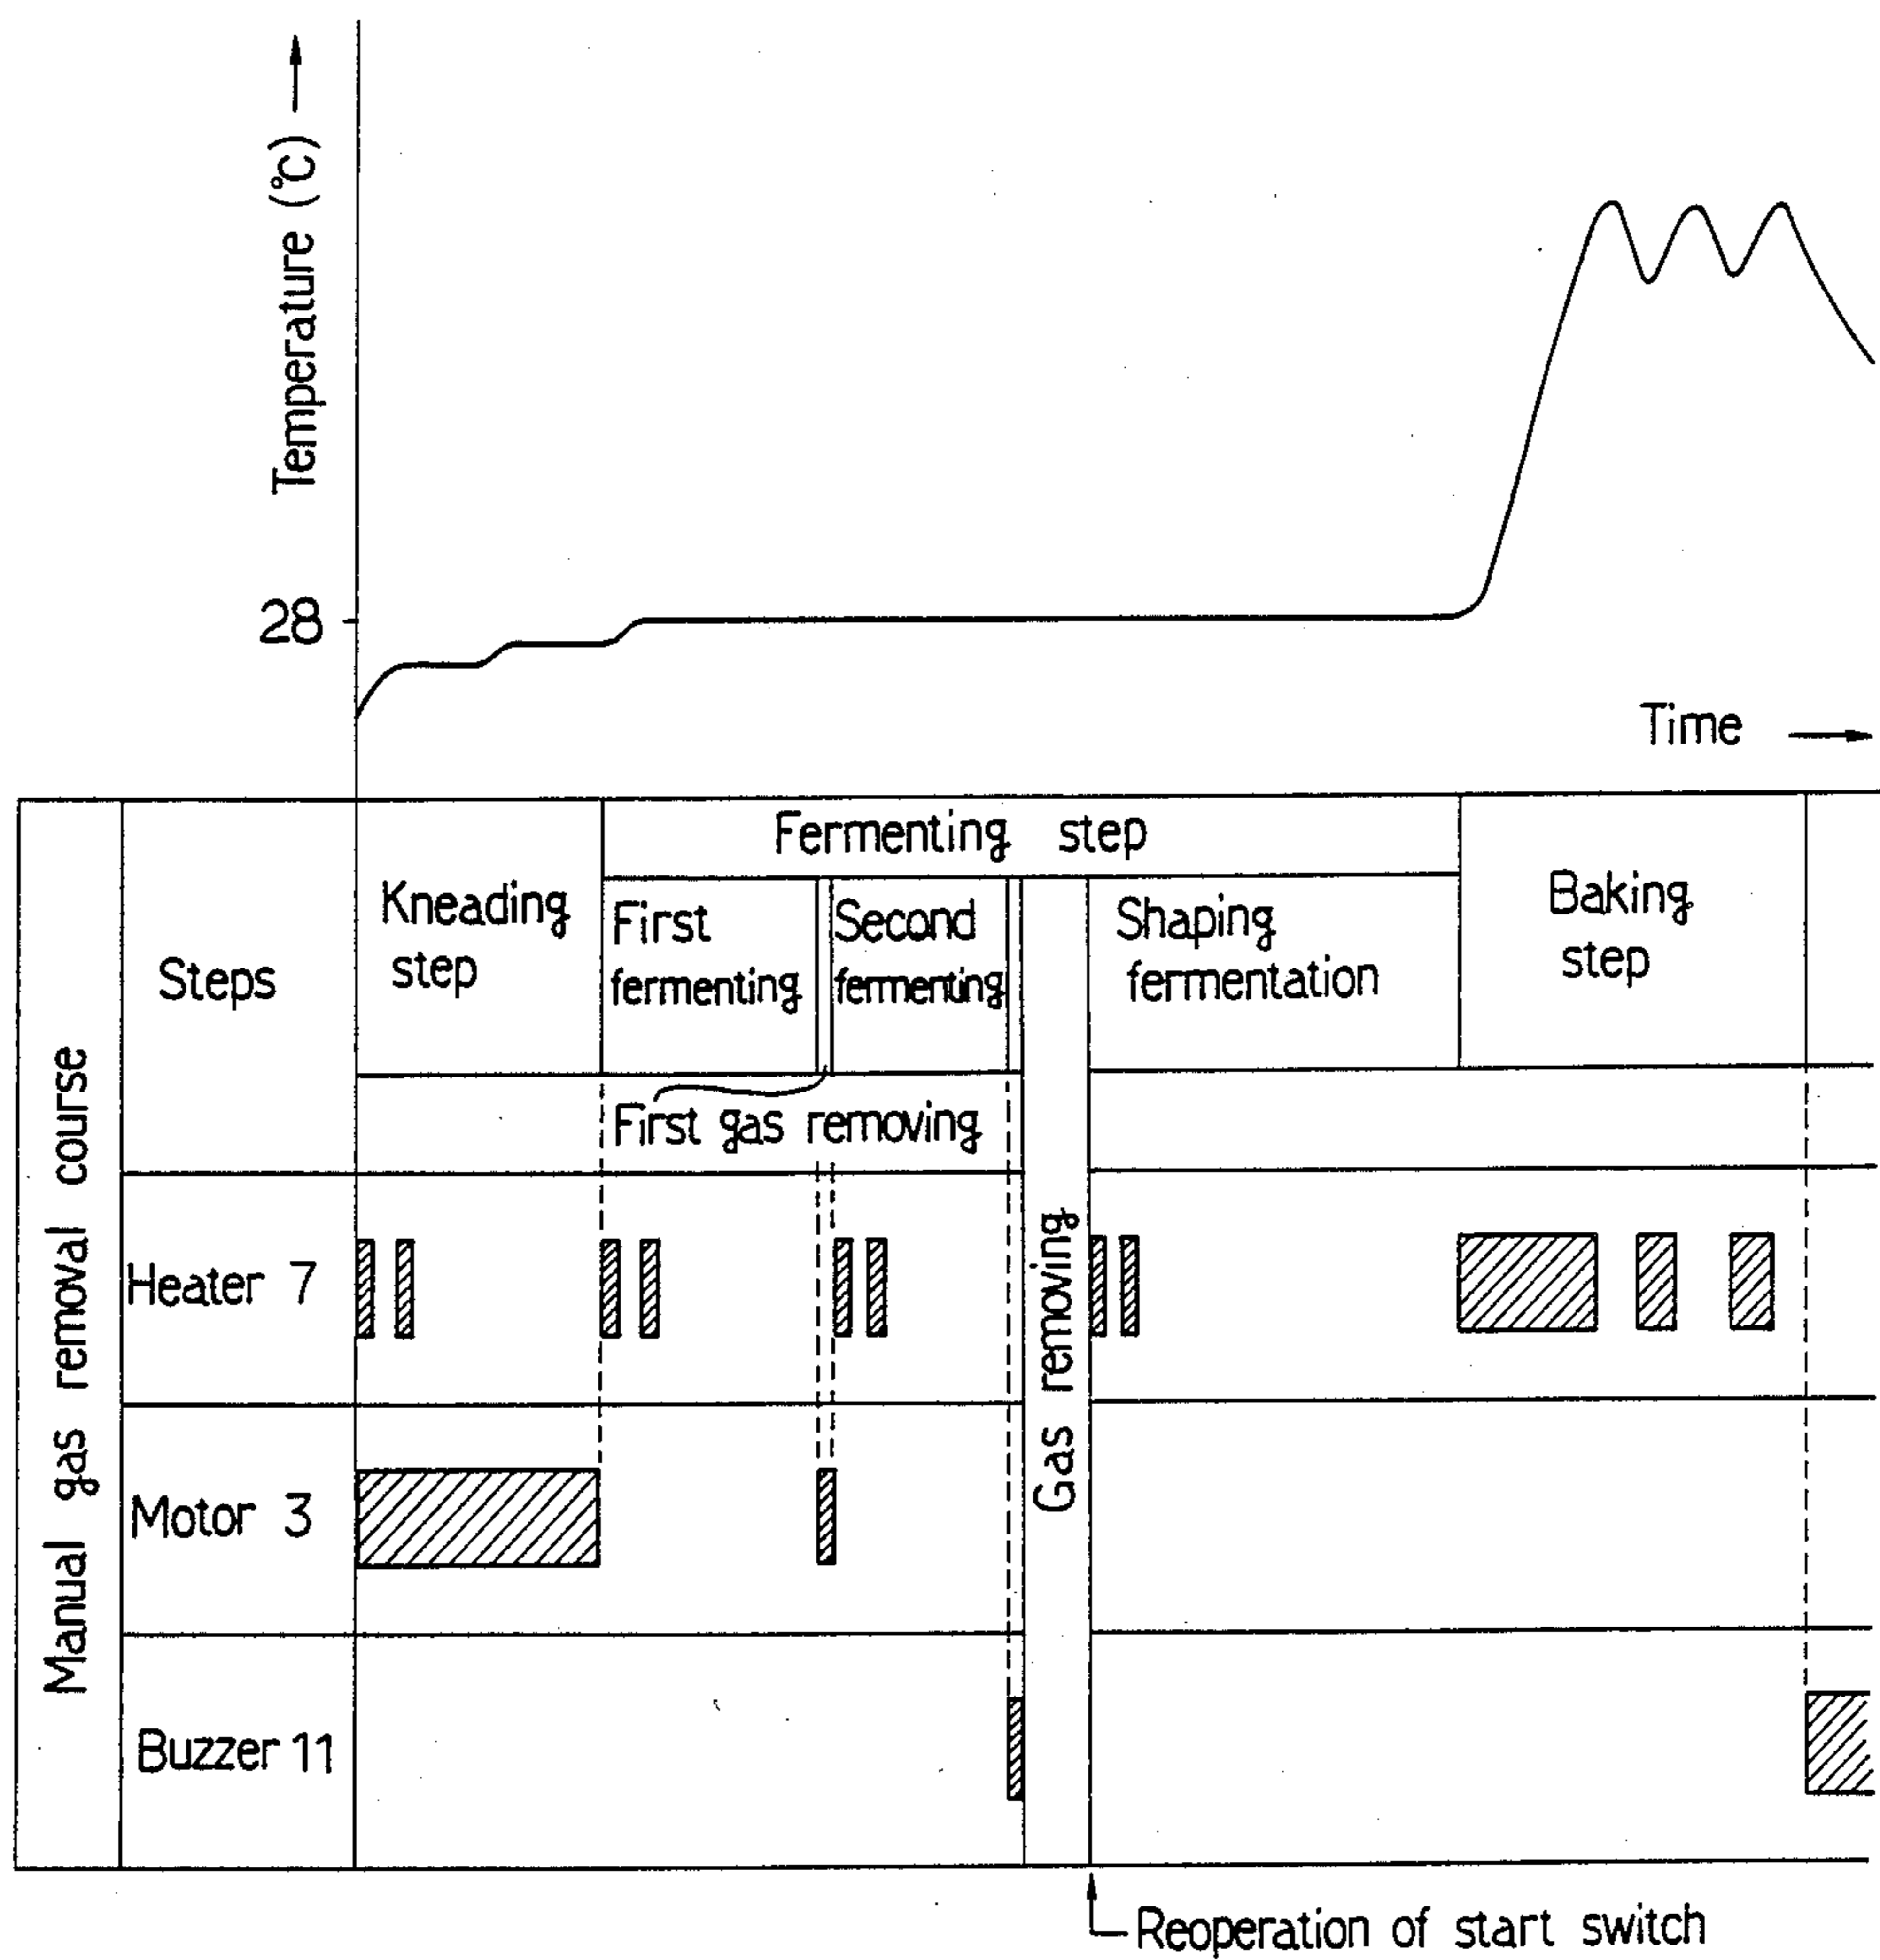 Temperature (°C)
28
Time
Manual gas removal course
Steps
Kneading
step
Fermenting step
First
fermenting
Second
fermenting
Shaping
fermentation
Baking
step
First gas removing
Gas removing
Heater 7
Motor 3
Buzzer 11
Reoperation of start switch